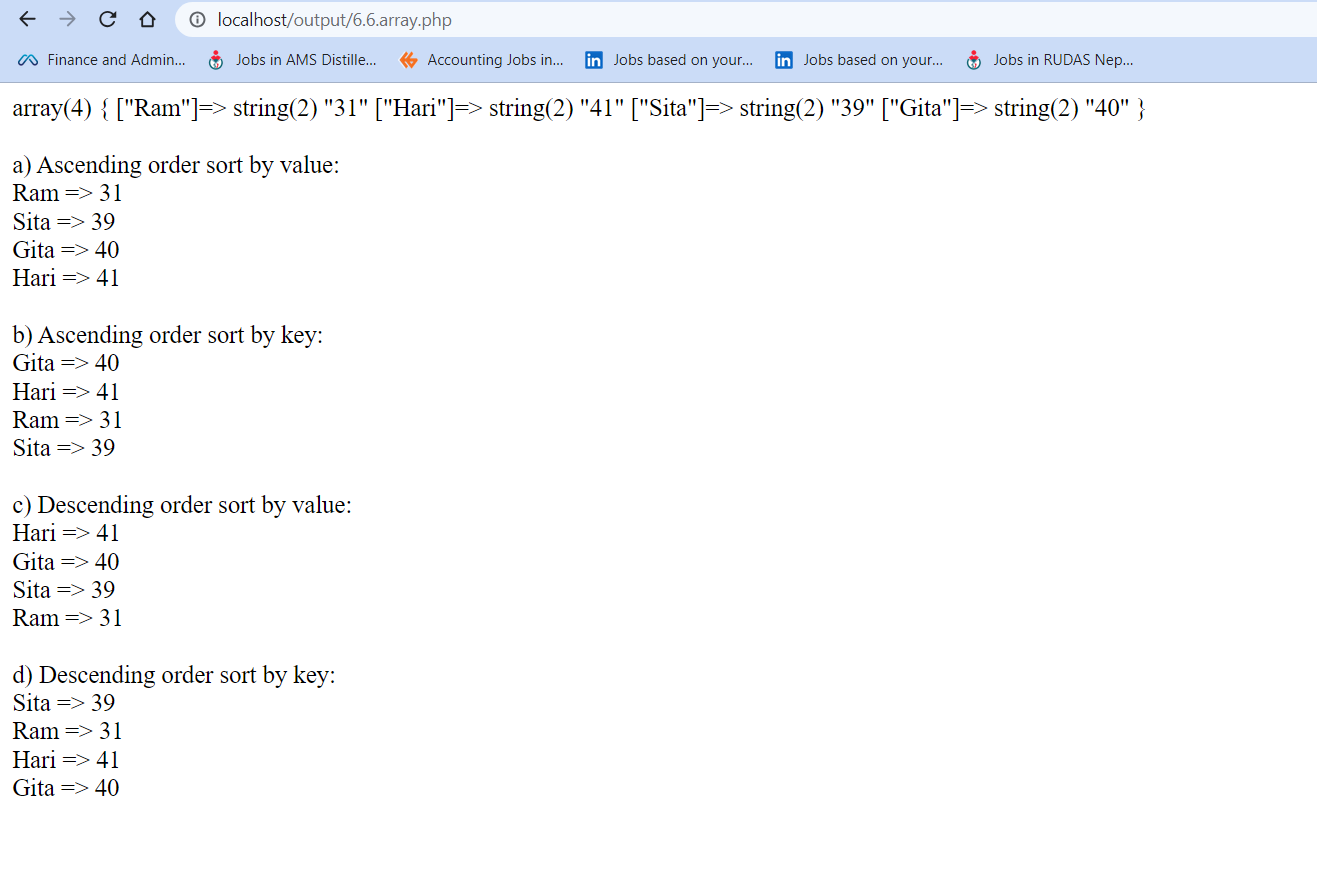 localhost/output/6.6.array.php
Finance and Admin... Jobs in AMS Distille... Accounting Jobs in... in Jobs based on your... in Jobs based on your... Jobs in RUDAS Nep...
array(4) { ["Ram"]=> string(2) "31" ["Hari"]=> string(2) "41" ["Sita"]=> string(2) "39" ["Gita"]=> string(2) "40" }
a) Ascending order sort by value:
Ram => 31
Sita => 39
Gita => 40
Hari => 41
b) Ascending order sort by key:
Gita => 40
Hari => 41
Ram => 31
Sita => 39
c) Descending order sort by value:
Hari => 41
Gita => 40
Sita => 39
Ram => 31
d) Descending order sort by key:
Sita => 39
Ram => 31
Hari => 41
Gita => 40